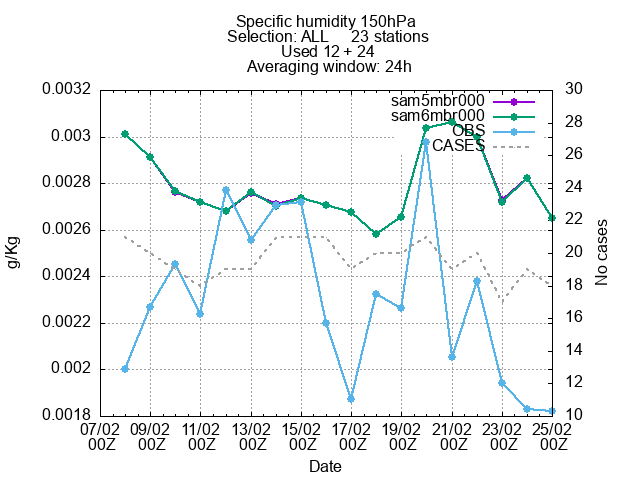 Specific humidity 150hPa
Selection: ALL 23 stations
Used 12 + 24
Averaging window: 24h
sam5mbr000
sam6mbr000
OBS
CASES
0.0032
0.003
0.0028
0.0026
0.0024
0.0022
0.002
0.0018
g/Kg
30
28
26
24
22
20
18
16
14
12
10
No cases
07/02 09/02 11/02 13/02 15/02 17/02 19/02 21/02 23/02 25/02
00Z 00Z 00Z 00Z 00Z 00Z 00Z 00Z 00Z 00Z
Date